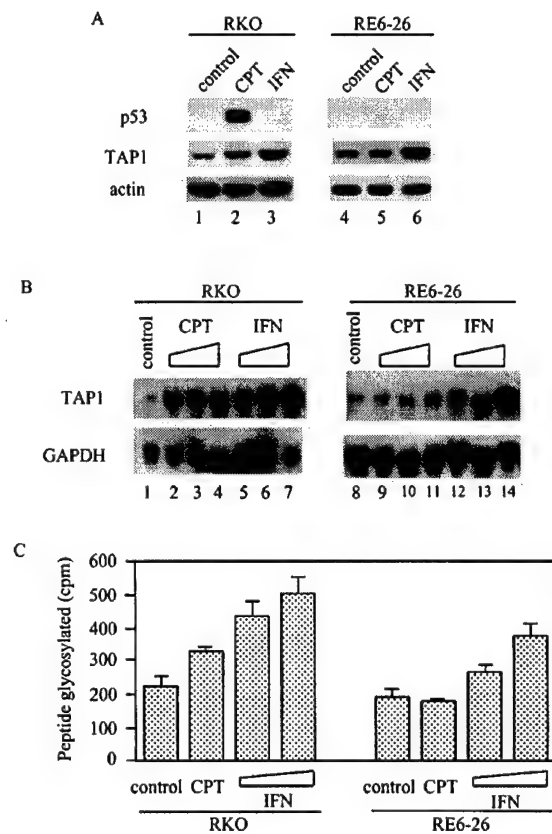 A
RKO RE6-26
control CPT IFN control CPT IFN
p53
TAP1
actin
1 2 3 4 5 6
B
RKO RE6-26
control CPT IFN control CPT IFN
TAP1
GAPDH
1 2 3 4 5 6 7 8 9 10 11 12 13 14
C
Peptide glycosylated (cpm)
600
500
400
300
200
100
0
control CPT IFN control CPT IFN
RKO RE6-26